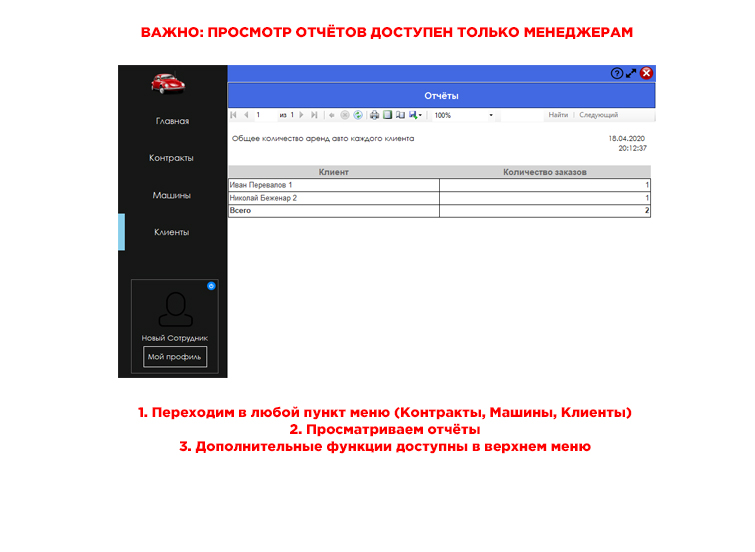 ВАЖНО: ПРОСМОТР ОТЧЁТОВ ДОСТУПЕН ТОЛЬКО МЕНЕДЖЕРАМ
?
Отчёты
1 из 1 100% Найти | Следующий
Главная
Контракты
Машины
Клиенты
Общее количество аренд авто каждого клиента 18.04.2020
20:12:37
Клиент Количество заказов
Иван Перевалов 1 1
Николай Беженар 2 1
Всего 2
Новый Сотрудник
Мой профиль
1. Переходим в любой пункт меню (Контракты, Машины, Клиенты)
2. Просматриваем отчёты
3. Дополнительные функции доступны в верхнем меню